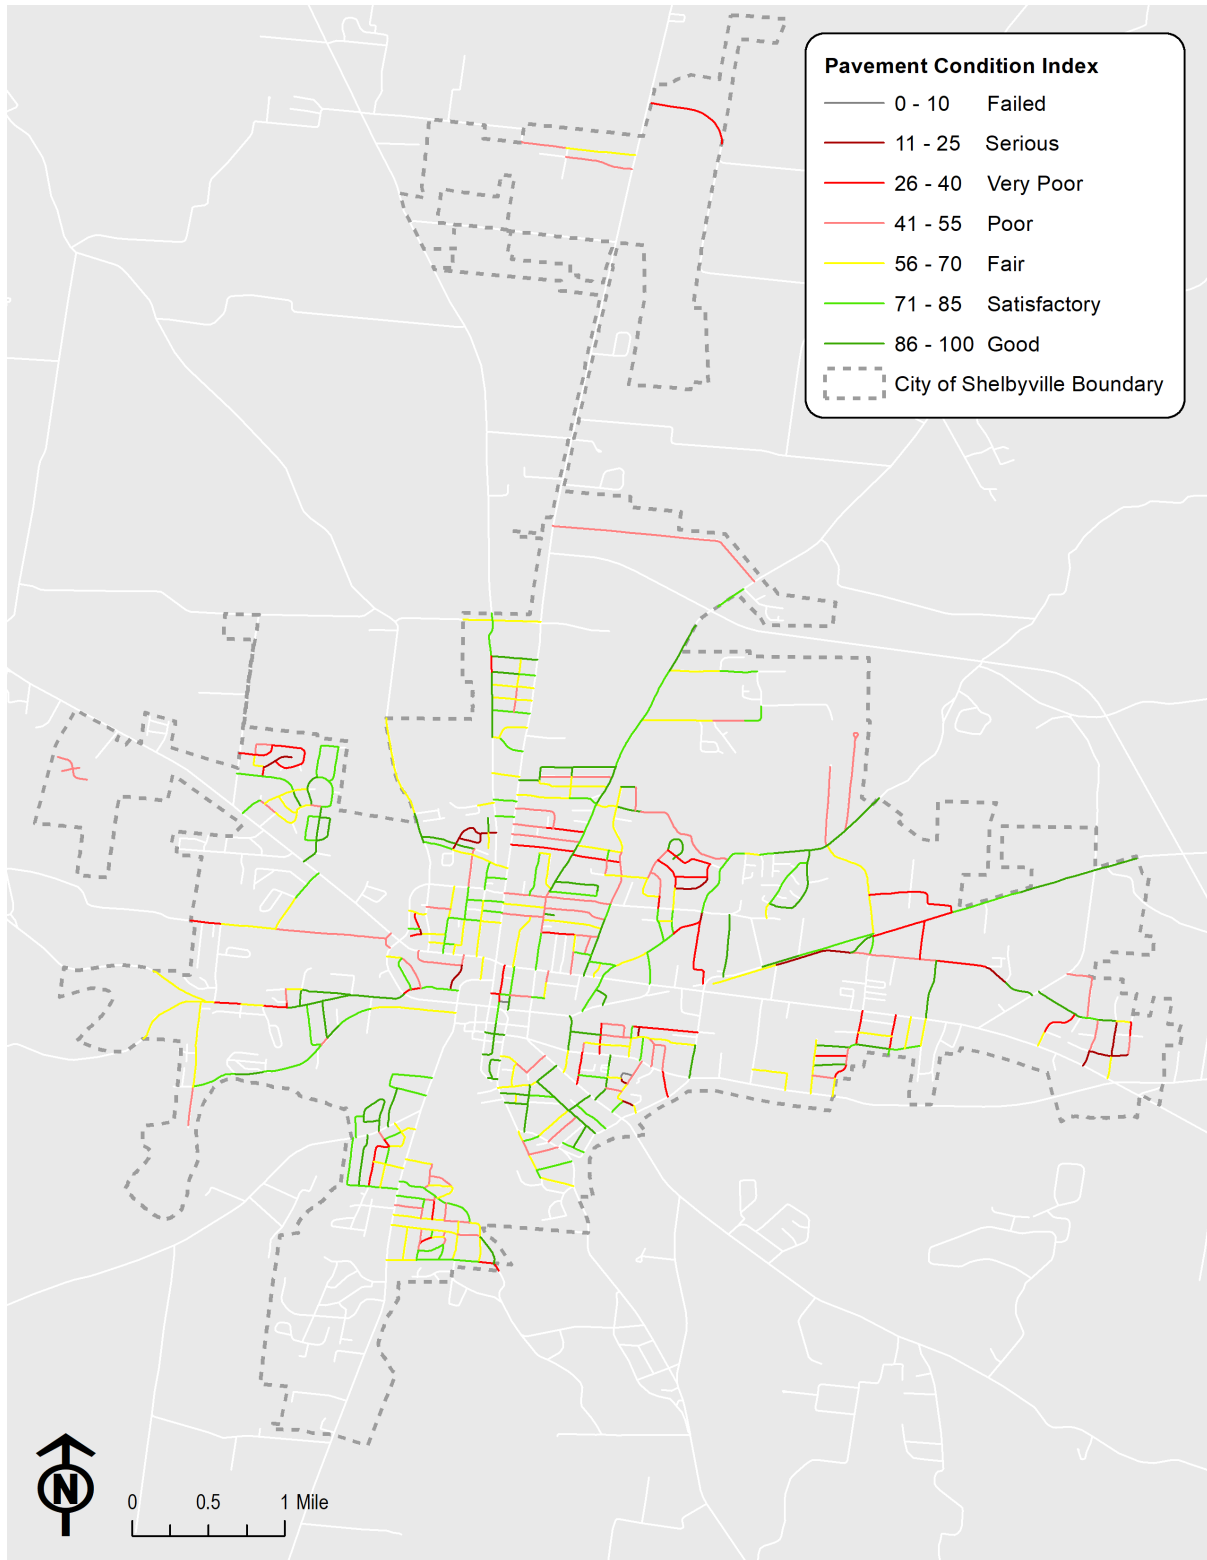 Pavement Condition Index
0 - 10 Failed
11 - 25 Serious
26 - 40 Very Poor
41 - 55 Poor
56 - 70 Fair
71 - 85 Satisfactory
86 - 100 Good
City of Shelbyville Boundary
N
0 0.5 1 Mile